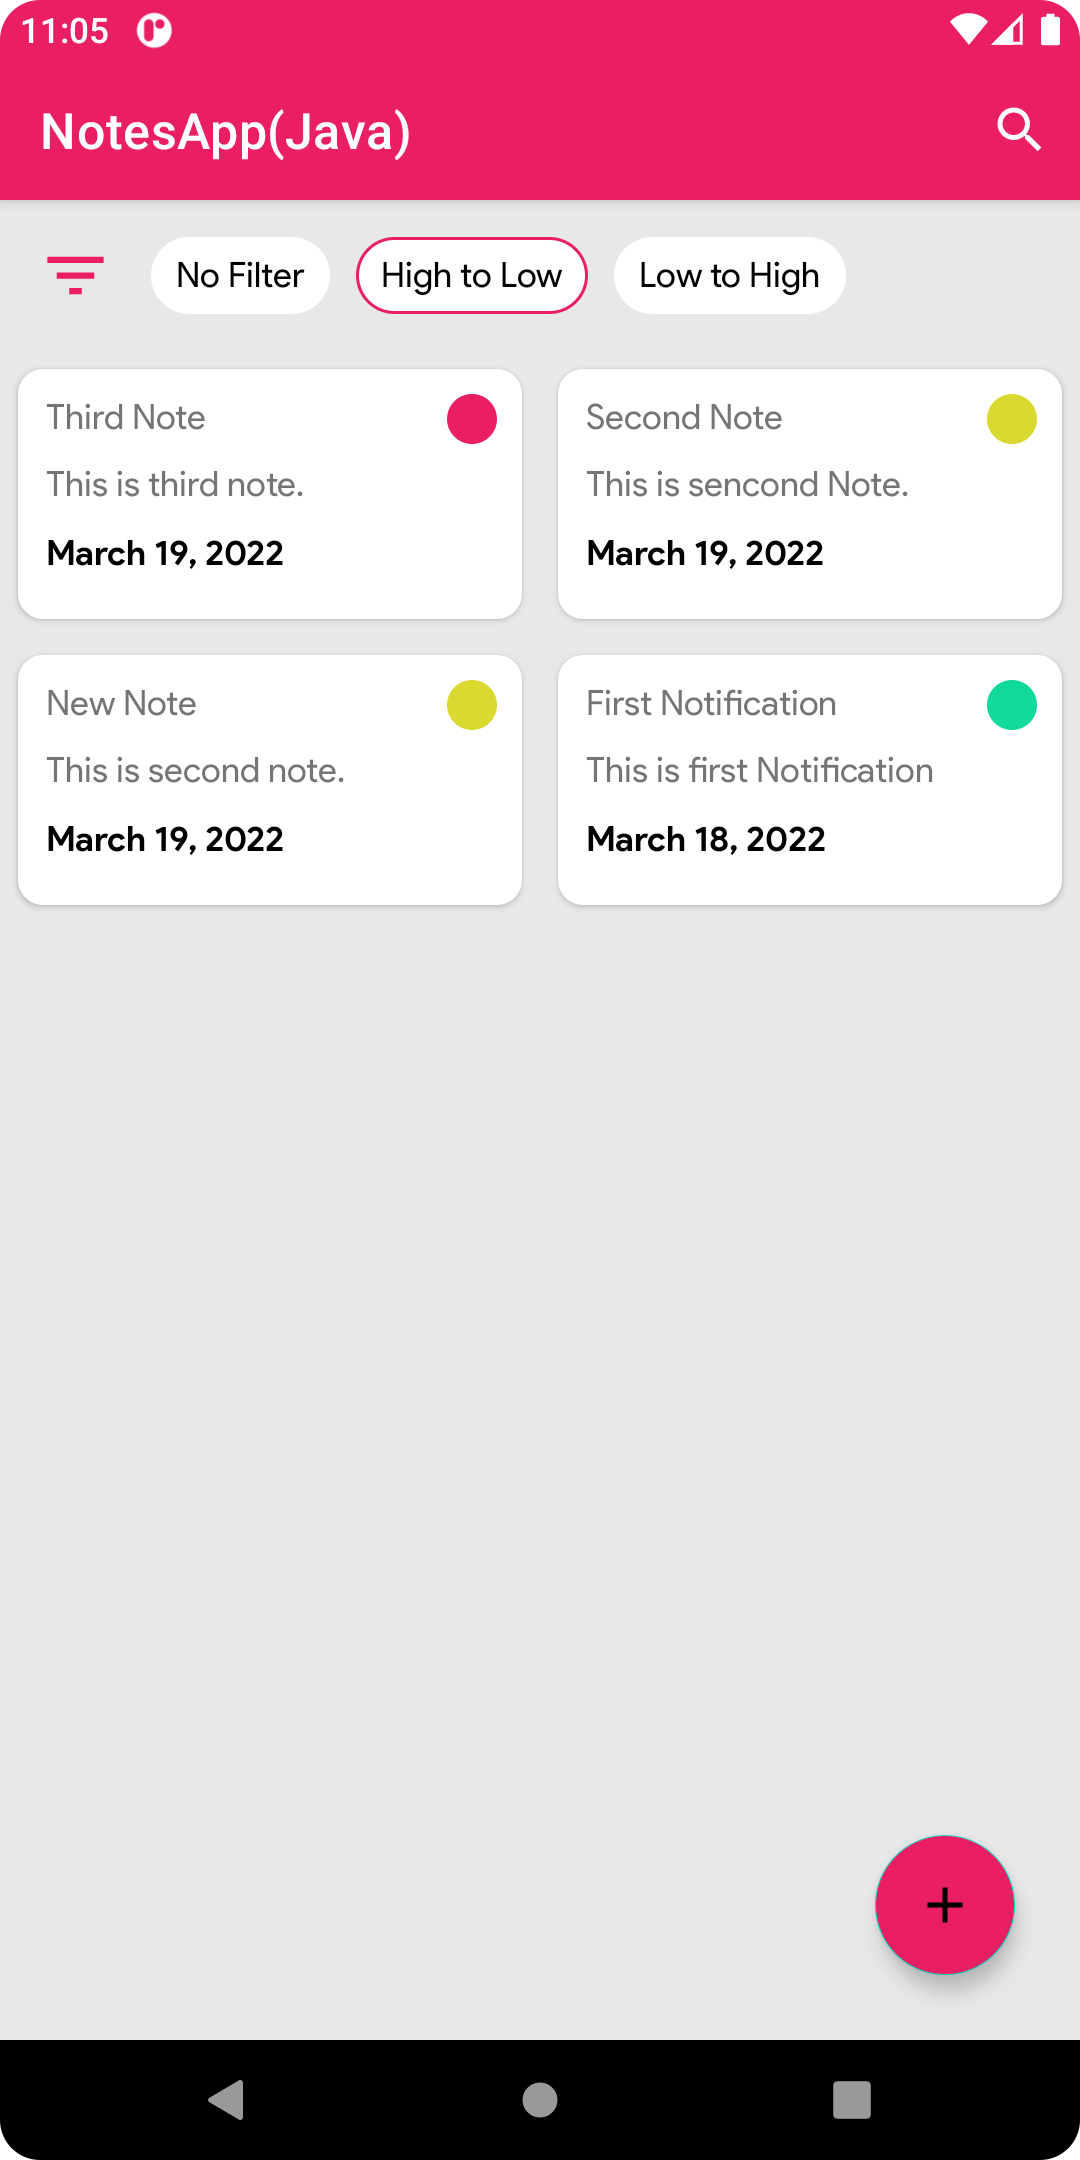 11:05
NotesApp(Java)
No Filter
High to Low
Low to High
Third Note
This is third note.
March 19, 2022
Second Note
This is sencond Note.
March 19, 2022
New Note
This is second note.
March 19, 2022
First Notification
This is first Notification
March 18, 2022